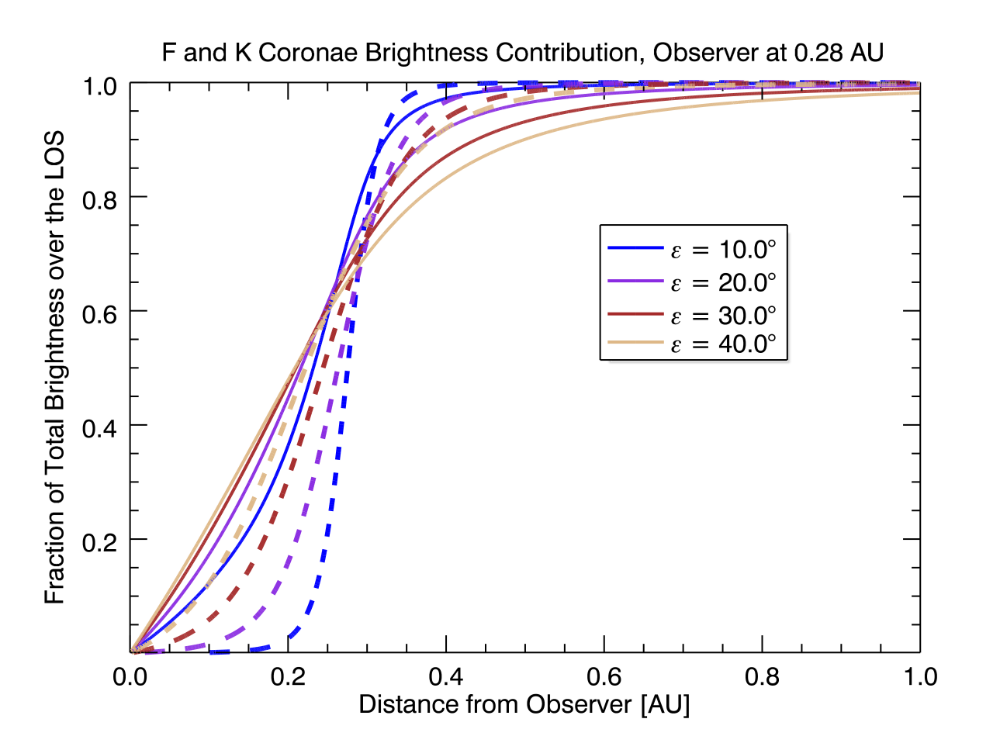 F and K Coronae Brightness Contribution, Observer at 0.28 AU
Fraction of Total Brightness over the LOS
1.0
0.8
0.6
0.4
0.2
ε = 10.0°
ε = 20.0°
ε = 30.0°
ε = 40.0°
0.0 0.2 0.4 0.6 0.8 1.0
Distance from Observer [AU]